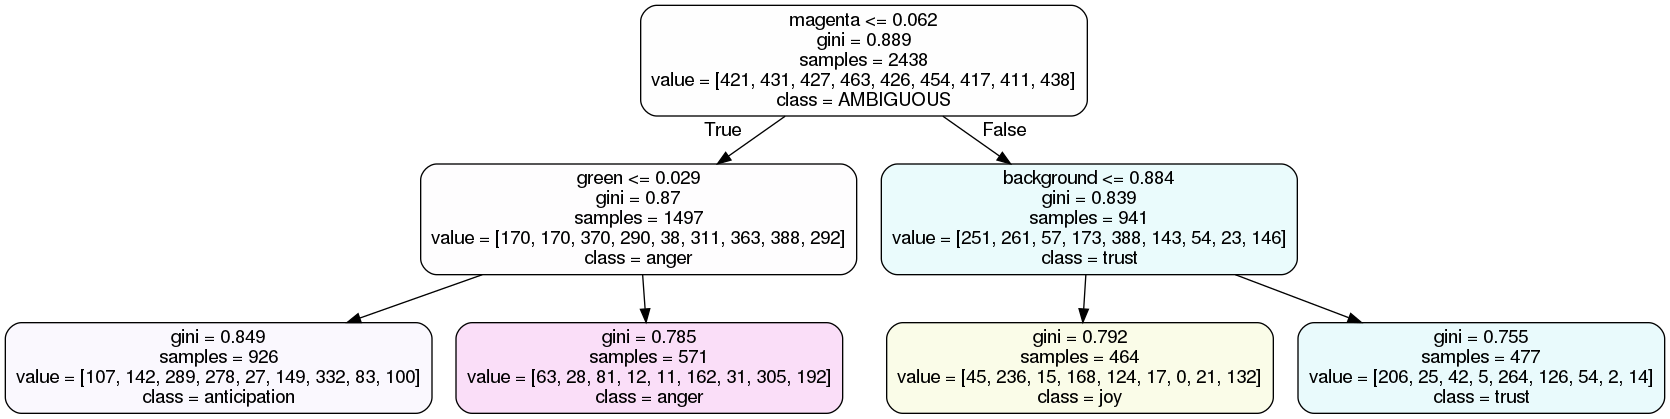 magenta <= 0.062
gini = 0.889
samples = 2438
value = [421, 431, 427, 463, 426, 454, 417, 411, 438]
class = AMBIGUOUS
True
False
green <= 0.029
gini = 0.87
samples = 1497
value = [170, 170, 370, 290, 38, 311, 363, 388, 292]
class = anger
background <= 0.884
gini = 0.839
samples = 941
value = [251, 261, 57, 173, 388, 143, 54, 23, 146]
class = trust
gini = 0.849
samples = 926
value = [107, 142, 289, 278, 27, 149, 332, 83, 100]
class = anticipation
gini = 0.785
samples = 571
value = [63, 28, 81, 12, 11, 162, 31, 305, 192]
class = anger
gini = 0.792
samples = 464
value = [45, 236, 15, 168, 124, 17, 0, 21, 132]
class = joy
gini = 0.755
samples = 477
value = [206, 25, 42, 5, 264, 126, 54, 2, 14]
class = trust